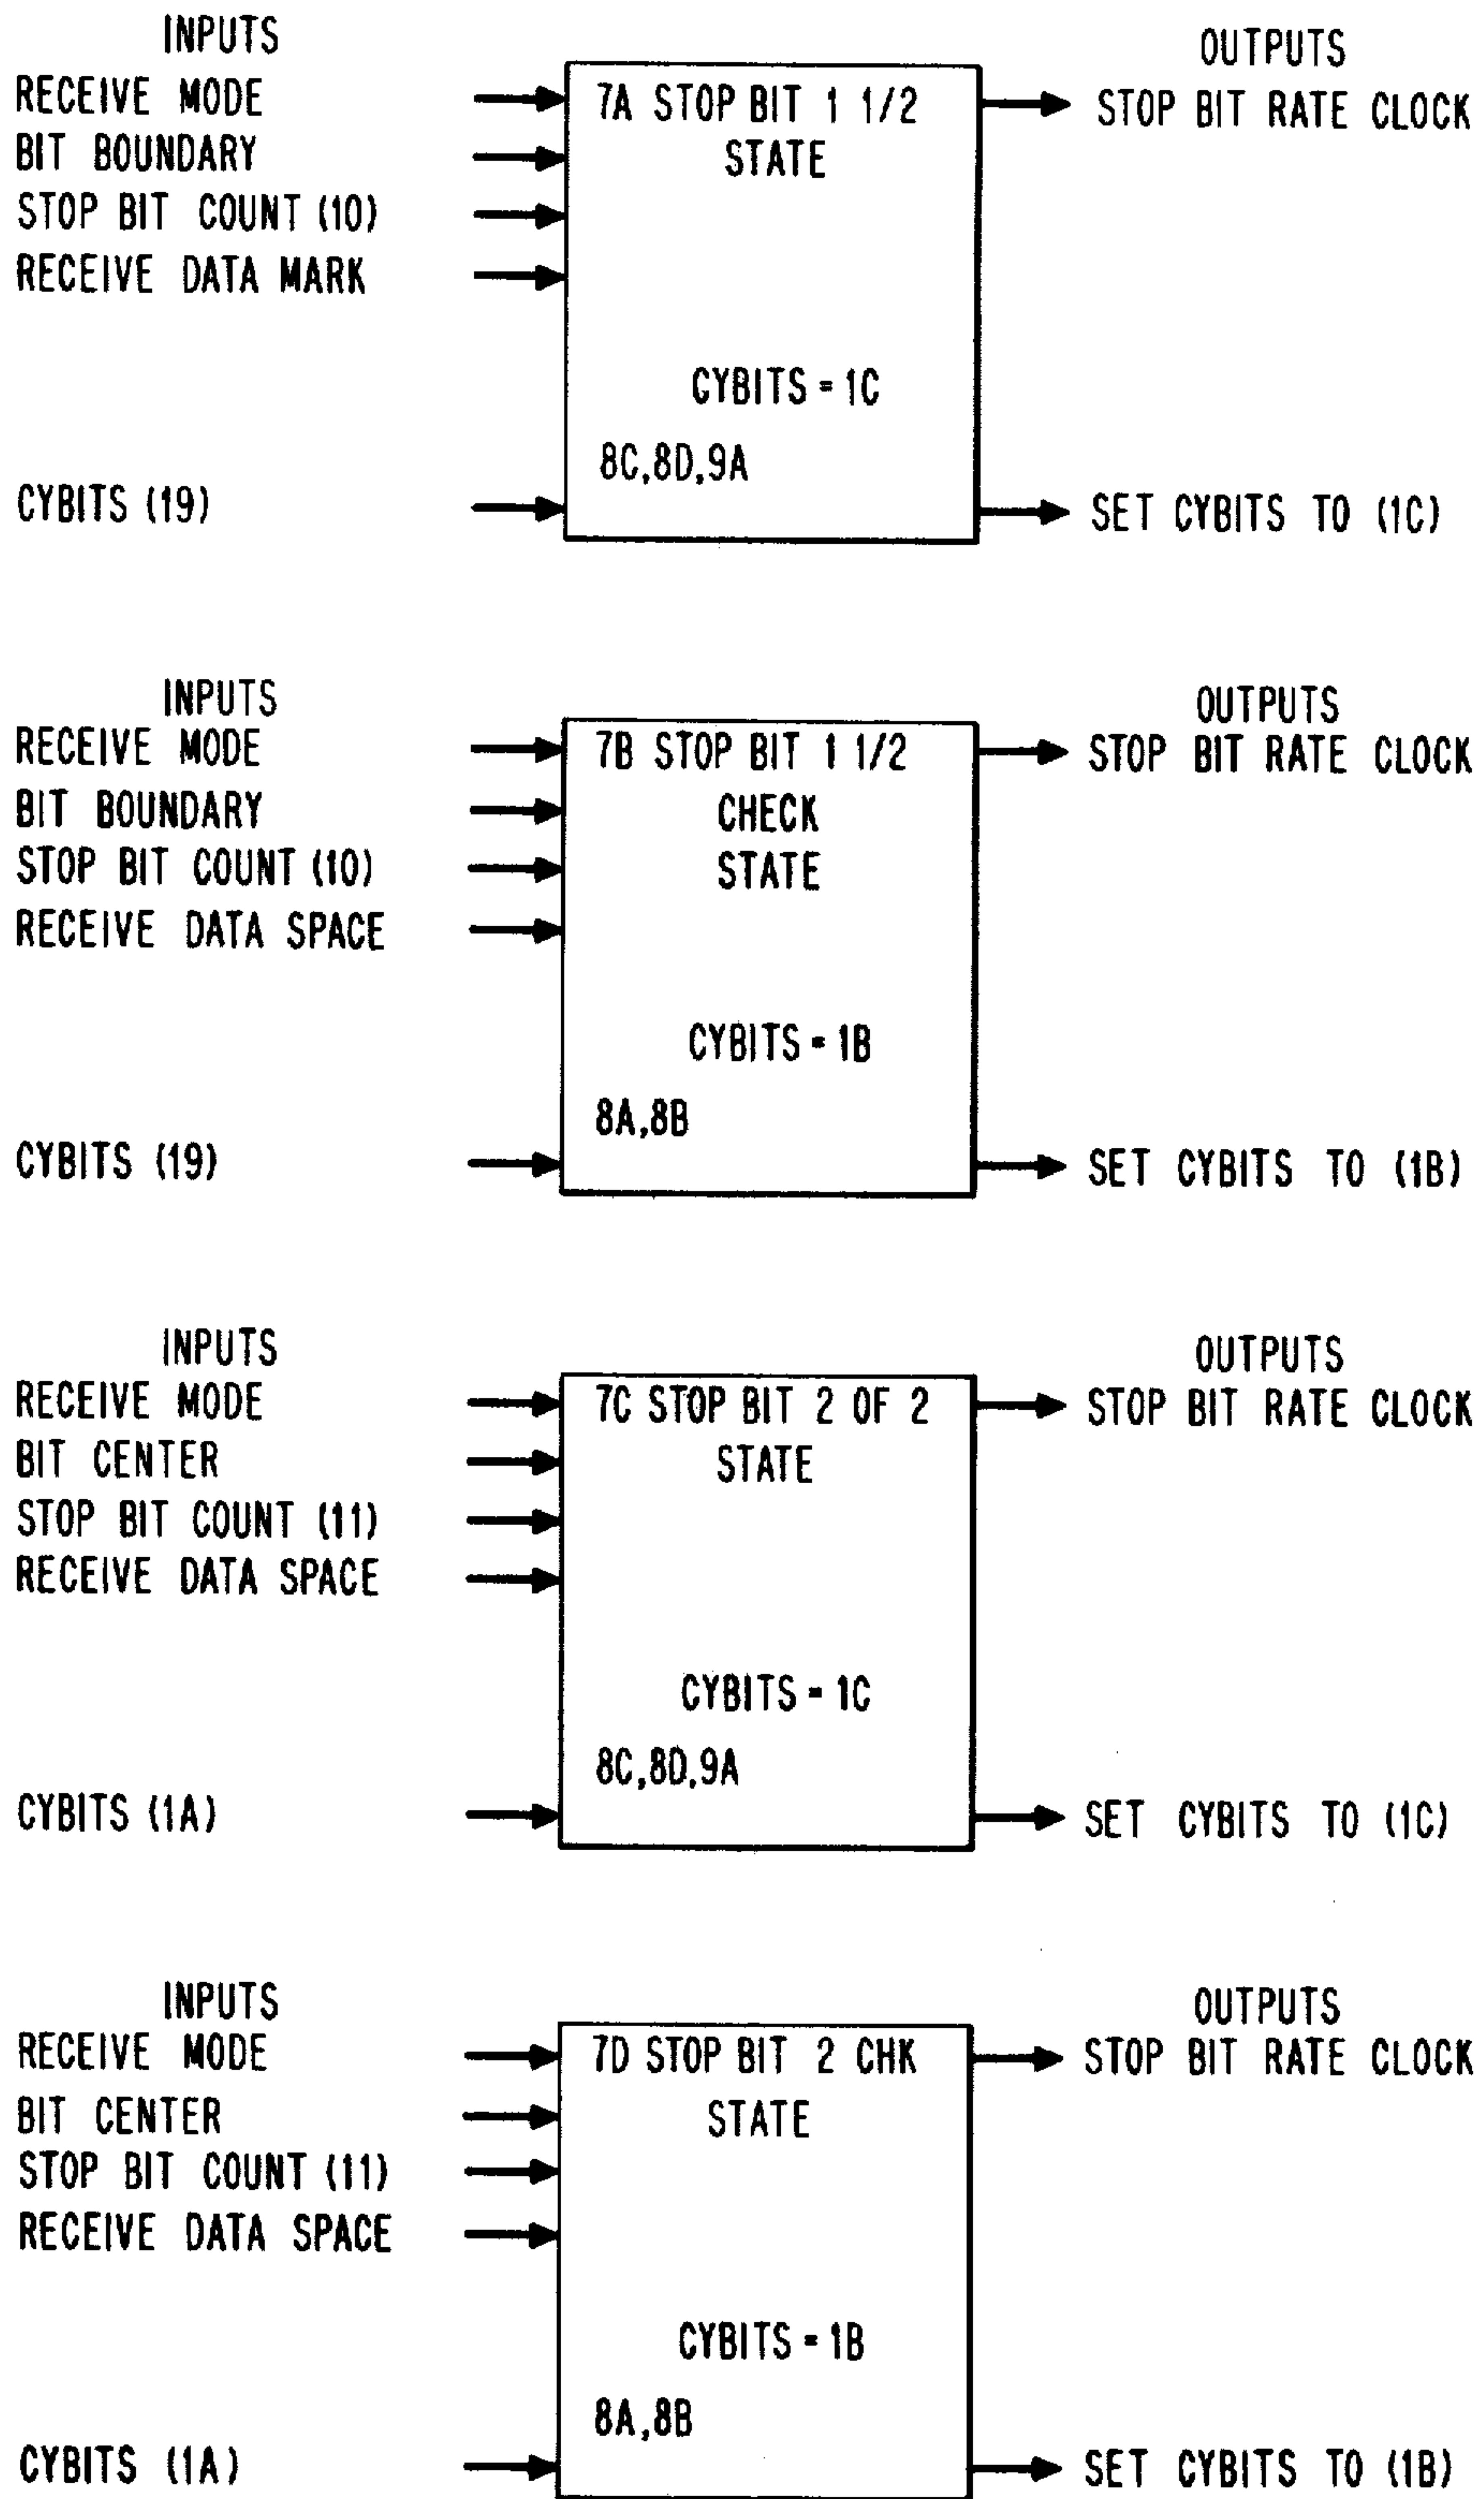 INPUTS
OUTPUTS
RECEIVE MODE
7A STOP BIT 1 1/2
STOP BIT RATE CLOCK
BIT BOUNDARY
STATE
STOP BIT COUNT (10)
RECEIVE DATA MARK
CYBITS = 1C
8C,8D,9A
CYBITS (19)
SET CYBITS TO (1C)
INPUTS
OUTPUTS
RECEIVE MODE
7B STOP BIT 1 1/2
STOP BIT RATE CLOCK
BIT BOUNDARY
CHECK
STOP BIT COUNT (10)
STATE
RECEIVE DATA SPACE
CYBITS = 1B
8A,8B
CYBITS (19)
SET CYBITS TO (1B)
INPUTS
OUTPUTS
RECEIVE MODE
7C STOP BIT 2 OF 2
STOP BIT RATE CLOCK
BIT CENTER
STATE
STOP BIT COUNT (11)
RECEIVE DATA SPACE
CYBITS = 1C
8C,8D,9A
CYBITS (1A)
SET CYBITS TO (1C)
INPUTS
OUTPUTS
RECEIVE MODE
7D STOP BIT 2 CHK
STOP BIT RATE CLOCK
BIT CENTER
STATE
STOP BIT COUNT (11)
RECEIVE DATA SPACE
CYBITS = 1B
8A,8B
CYBITS (1A)
SET CYBITS TO (1B)